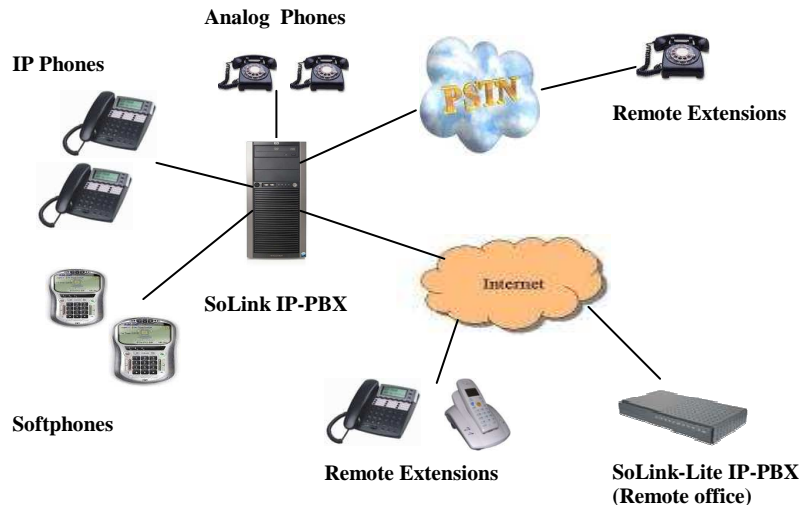 Analog Phones
IP Phones
PSTN
Remote Extensions
SoLink IP-PBX
Internet
Softphones
Remote Extensions
SoLink-Lite IP-PBX
(Remote office)